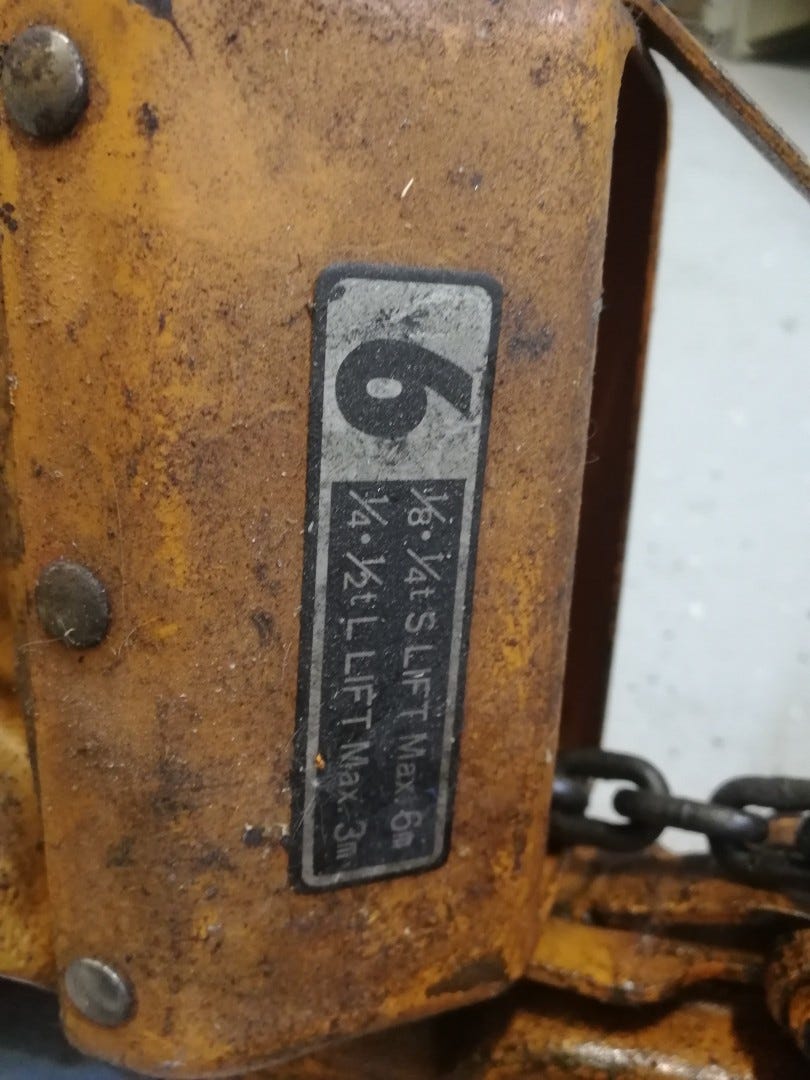 6
1/8・1/4t S LIFT Max. 6m
1/4・1/2t L LIFT Max. 3m